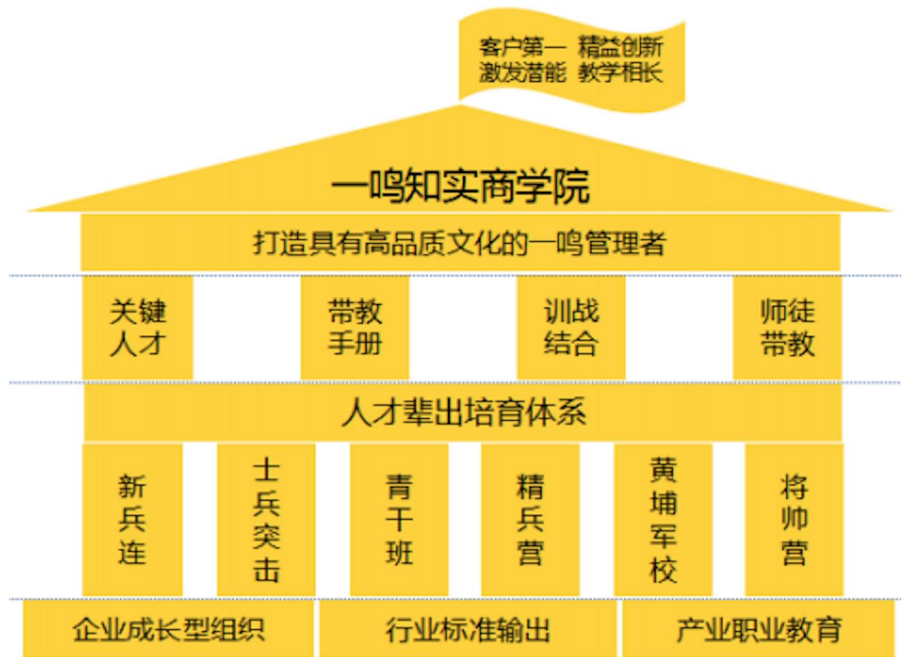 客户第一 精益创新
激发潜能 教学相长
一鸣知实商学院
打造具有高品质文化的一鸣管理者
关键
人才
带教
手册
训战
结合
师徒
带教
人才辈出培育体系
新兵连
士兵突击
青干班
精兵营
黄埔军校
将帅营
企业成长型组织
行业标准输出
产业职业教育